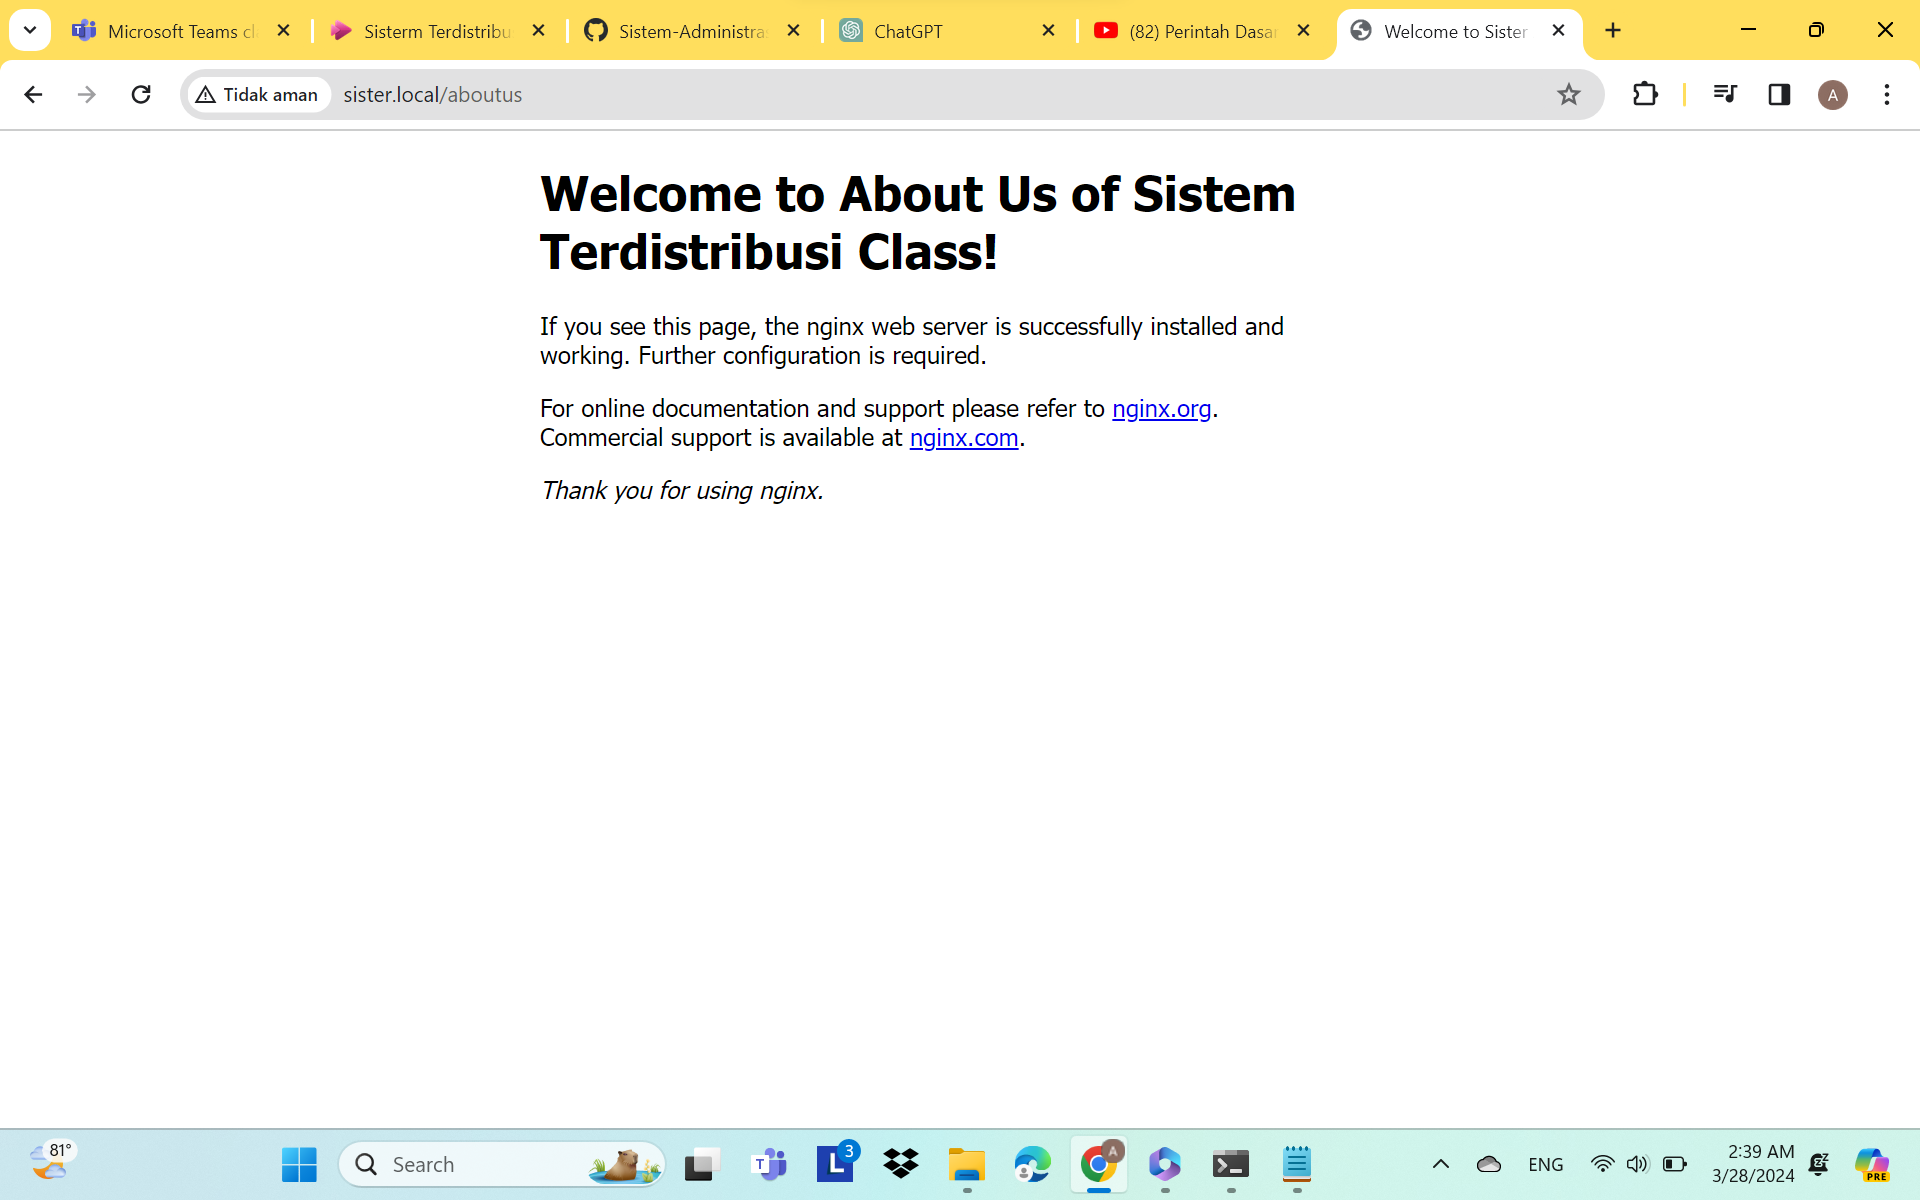 Microsoft Teams cl
Sisterm Terdistribu
Sistem-Administra
ChatGPT
(82) Perintah Dasar
Welcome to Sister
Tidak aman
sister.local/aboutus
A
Welcome to About Us of Sistem
Terdistribusi Class!
If you see this page, the nginx web server is successfully installed and
working. Further configuration is required.
For online documentation and support please refer to nginx.org.
Commercial support is available at nginx.com.
Thank you for using nginx.
81°
Search
T
L
3
A
ENG
2:39 AM
3/28/2024
PRE